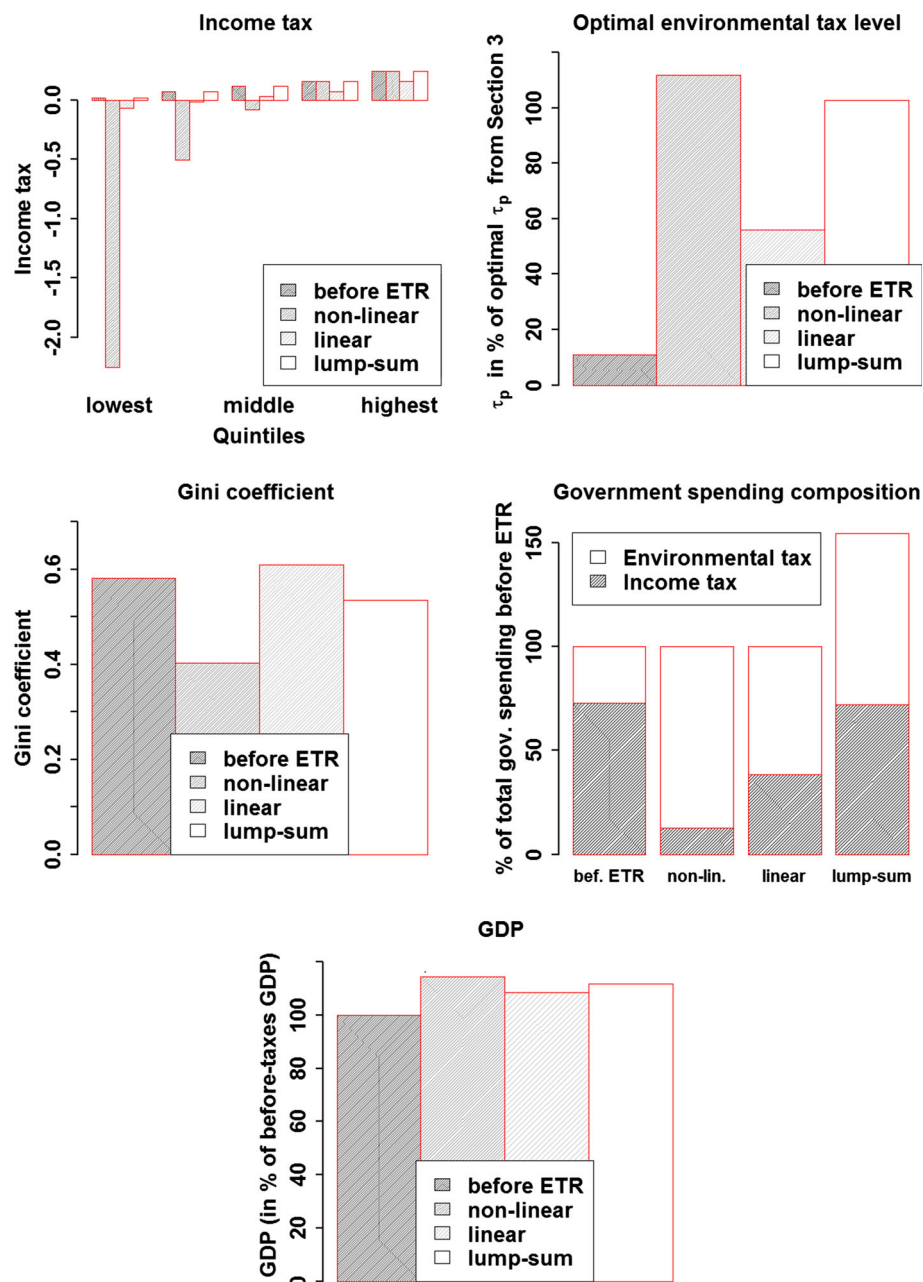 Income tax
Income tax
0.0
-0.5
-1.0
-1.5
-2.0
before ETR
non-linear
linear
lump-sum
lowest
middle
highest
Quintiles
Optimal environmental tax level
τp in % of optimal τp from Section 3
100
80
60
40
20
0
before ETR
non-linear
linear
lump-sum
Gini coefficient
Gini coefficient
0.6
0.4
0.2
0.0
before ETR
non-linear
linear
lump-sum
Government spending composition
% of total gov. spending before ETR
150
100
50
0
Environmental tax
Income tax
bef. ETR
non-lin.
linear
lump-sum
GDP
GDP (in % of before-taxes GDP)
100
80
60
40
20
0
before ETR
non-linear
linear
lump-sum